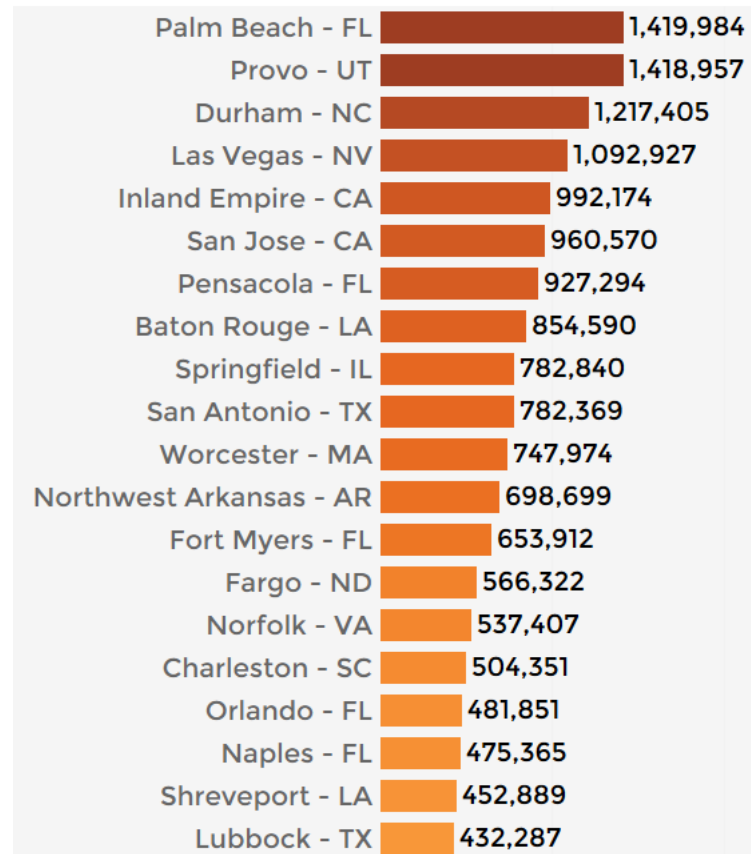 Palm Beach - FL 1,419,984
Provo - UT 1,418,957
Durham - NC 1,217,405
Las Vegas - NV 1,092,927
Inland Empire - CA 992,174
San Jose - CA 960,570
Pensacola - FL 927,294
Baton Rouge - LA 854,590
Springfield - IL 782,840
San Antonio - TX 782,369
Worcester - MA 747,974
Northwest Arkansas - AR 698,699
Fort Myers - FL 653,912
Fargo - ND 566,322
Norfolk - VA 537,407
Charleston - SC 504,351
Orlando - FL 481,851
Naples - FL 475,365
Shreveport - LA 452,889
Lubbock - TX 432,287